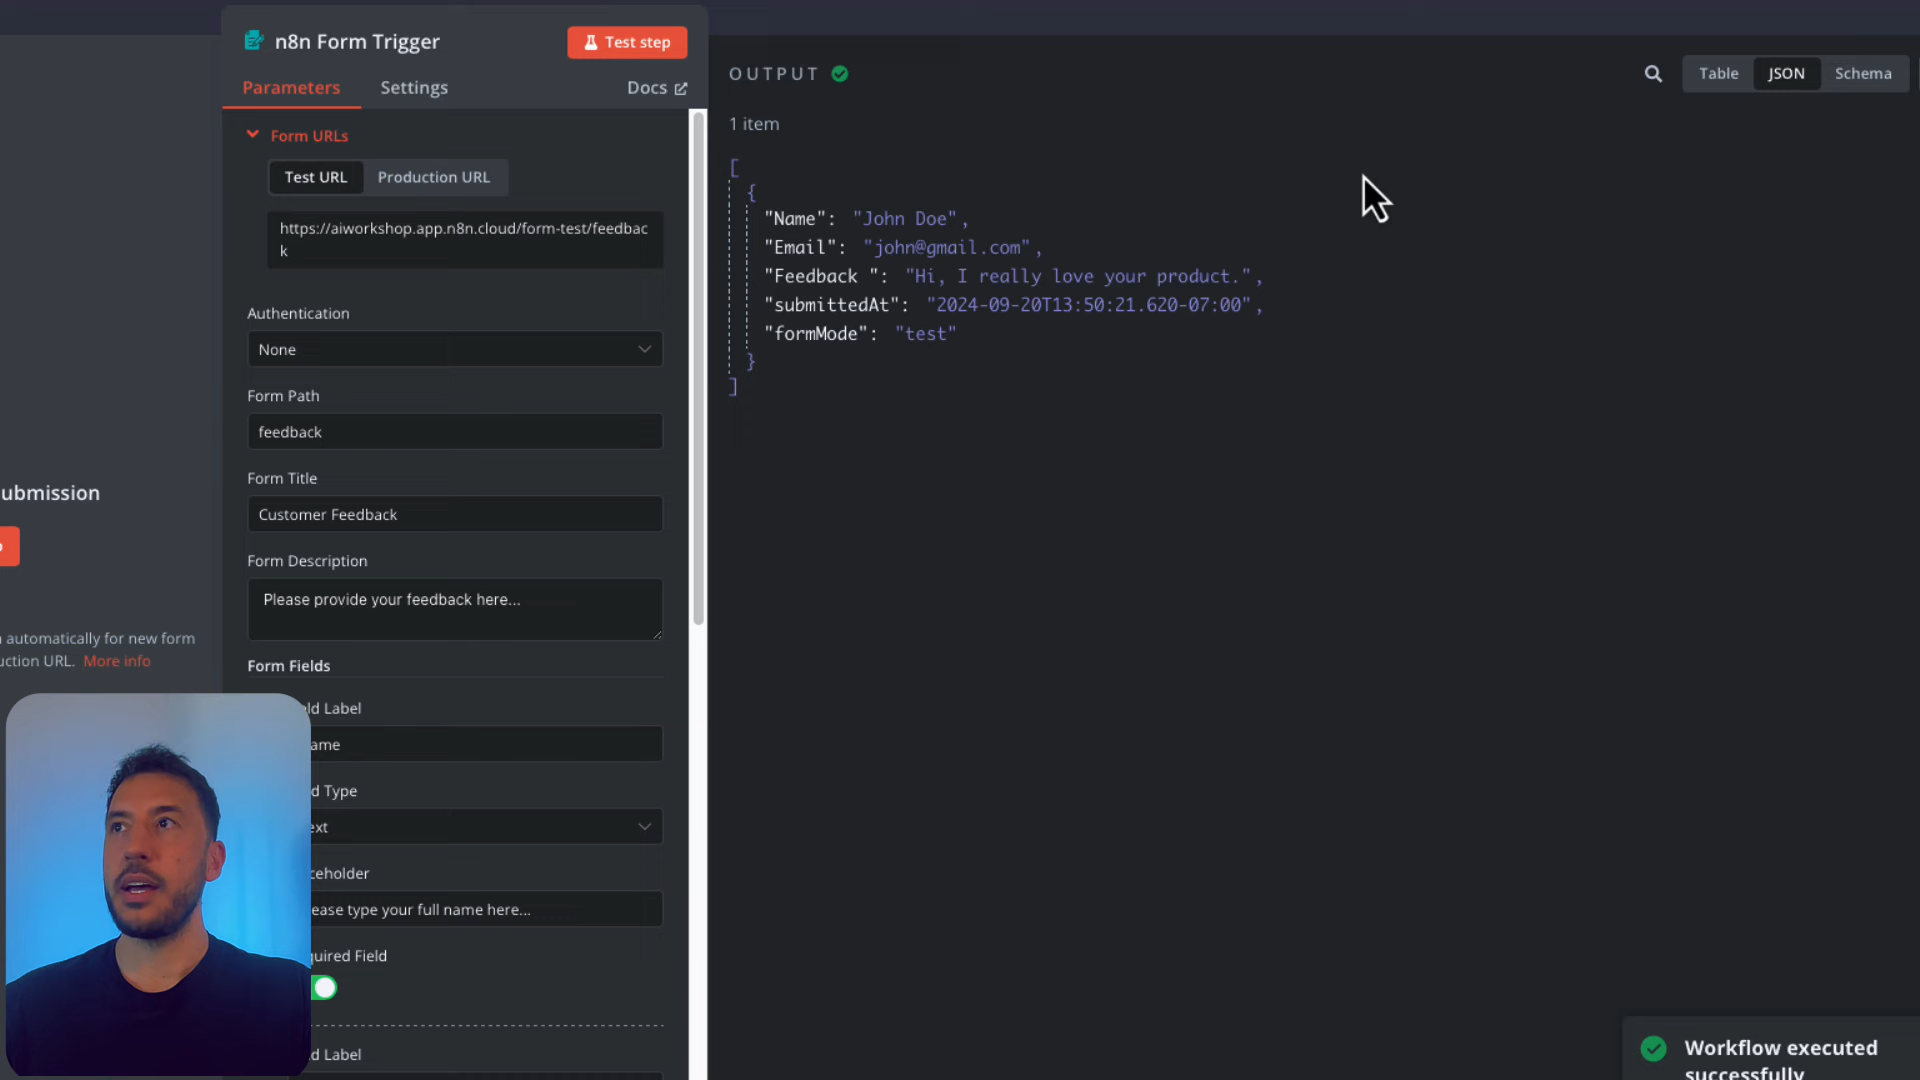 n8n Form Trigger
Test step
Parameters
Settings
Docs
Form URLs
Test URL
Production URL
https://aiworkshop.app.n8n.cloud/form-test/feedbac
k
Authentication
None
Form Path
feedback
Form Title
Customer Feedback
Form Description
Please provide your feedback here...
Form Fields
ld Label
ame
d Type
ext
ceholder
ease type your full name here...
quired Field
d Label
ubmission
automatically for new form
uction URL. More info
OUTPUT
Table
JSON
Schema
1 item
[
{
"Name": "John Doe",
"Email": "john@gmail.com",
"Feedback ": "Hi, I really love your product.",
"submittedAt": "2024-09-20T13:50:21.620-07:00",
"formMode": "test"
}
]
Workflow executed
successfully